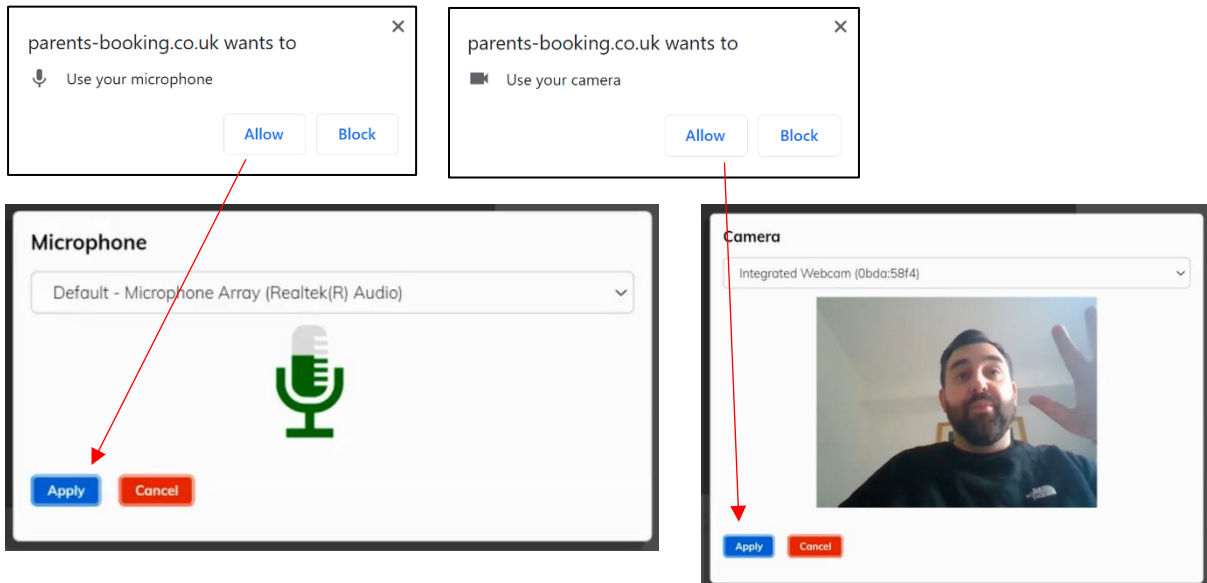 parents-booking.co.uk wants to
Use your microphone
Allow Block
parents-booking.co.uk wants to
Use your camera
Allow Block
Microphone
Default - Microphone Array (Realtek(R) Audio)
Apply Cancel
Camera
Integrated Webcam (0bda:58f4)
Apply Cancel